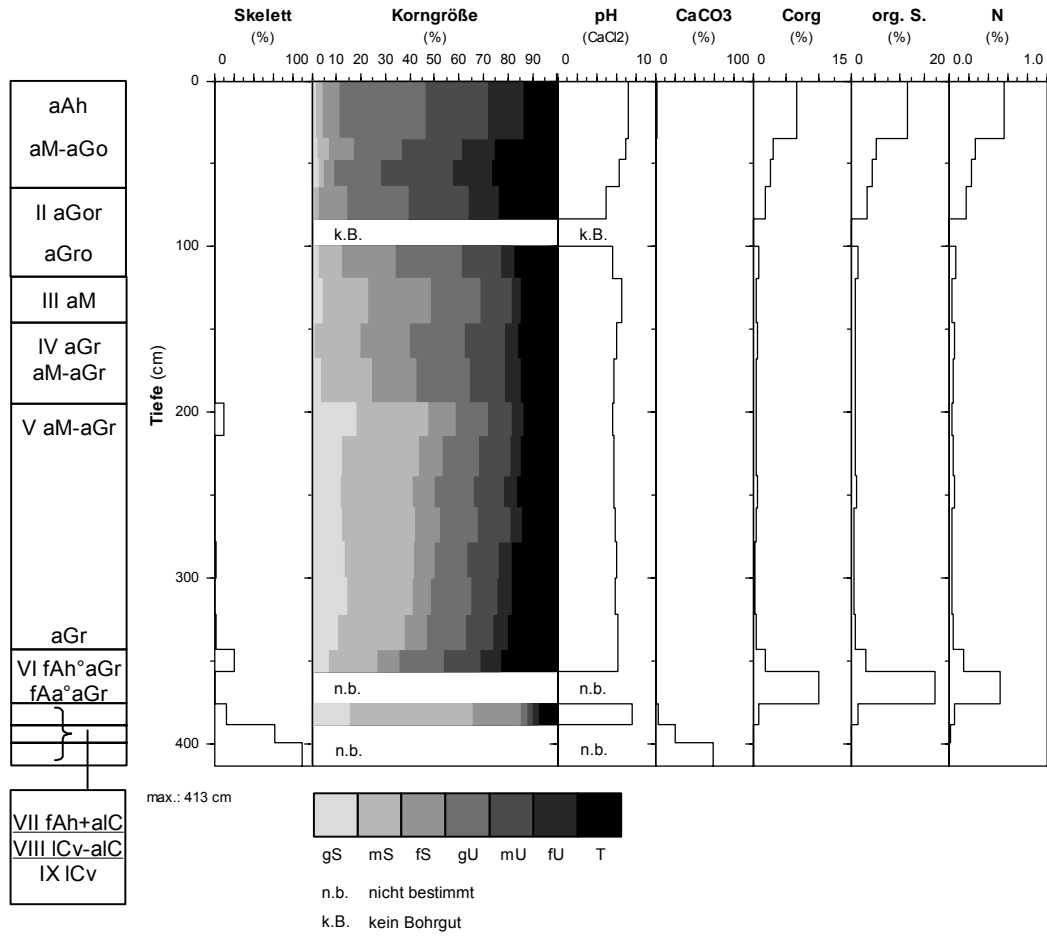 Skelett Korngröße pH CaCO3 Corg org. S. N
(%) (%) (CaCl2) (%) (%) (%) (%)
0 100 0 10 20 30 40 50 60 70 80 90 0 10 0 100 0 15 0 20 0.0 1.0
0
aAh
aM-aGo
II aGor
k.B. k.B.
aGro
100
III aM
IV aGr
aM-aGr
Tiefe (cm)
200
V aM-aGr
300
aGr
VI fAh°aGr
fAa°aGr
n.b. n.b.
400
n.b. n.b.
max.: 413 cm
VII fAh+alC
VIII lCv-alC
IX lCv
gS mS fS gU mU fU T
n.b. nicht bestimmt
k.B. kein Bohrgut